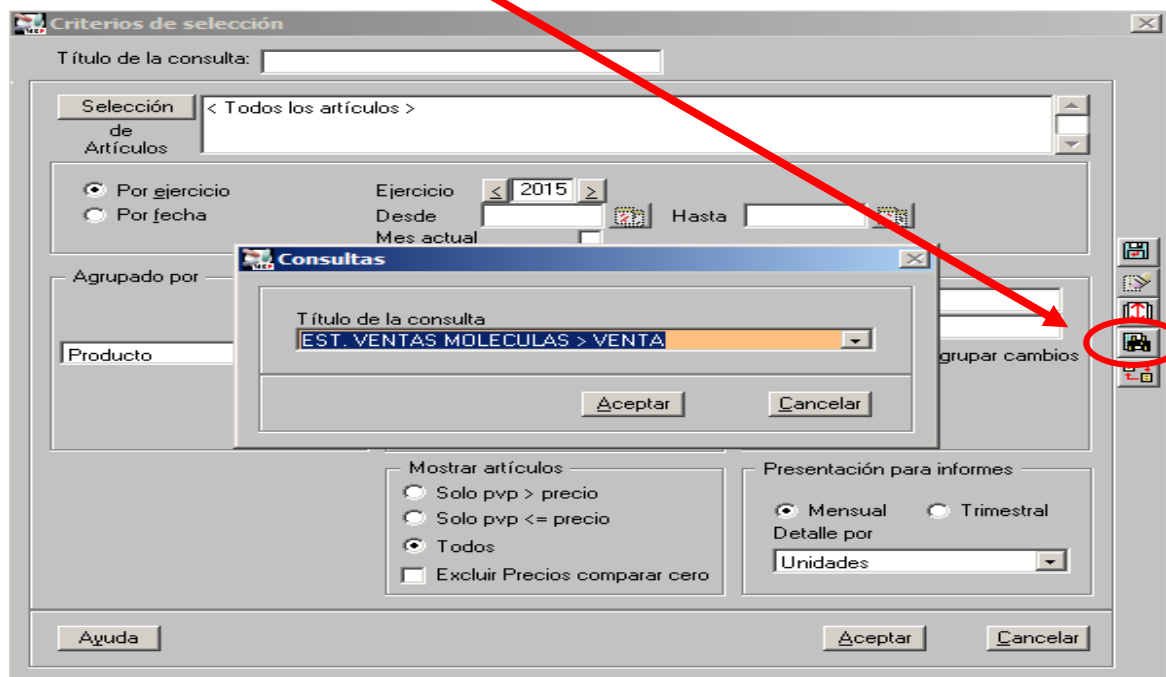 Criterios de selección
Título de la consulta:
Selección
de
Artículos
< Todos los artículos >
Por ejercicio
Por fecha
Ejercicio < 2015 >
Desde
Hasta
Mes actual
Consultas
Agrupado por
Título de la consulta
EST. VENTAS MOLECULAS > VENTA
Producto
grupar cambios
Aceptar
Cancelar
Mostrar artículos
Solo pvp > precio
Solo pvp <= precio
Todos
Excluir Precios comparar cero
Presentación para informes
Mensual
Trimestral
Detalle por
Unidades
Ayuda
Aceptar
Cancelar